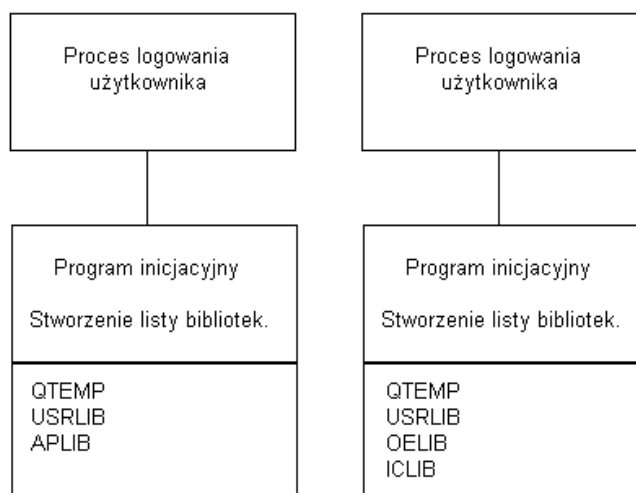 Proces logowania
użytkownika
Program inicjacyjny
Stworzenie listy bibliotek.
QTEMP
USRLIB
APLIB
Proces logowania
użytkownika
Program inicjacyjny
Stworzenie listy bibliotek.
QTEMP
USRLIB
OELIB
ICLIB